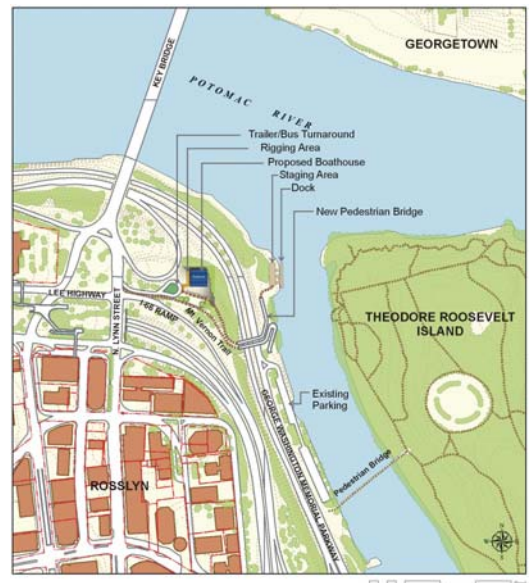 GEORGETOWN
KEY BRIDGE
POTOMAC RIVER
Trailer/Bus Turnaround
Rigging Area
Proposed Boathouse
Staging Area
Dock
New Pedestrian Bridge
LEE HIGHWAY
I-66 RAMP
Mt. Vernon Trail
N. LYNN STREET
THEODORE ROOSEVELT
ISLAND
Existing
Parking
GEORGE WASHINGTON MEMORIAL PARKWAY
Pedestrian Bridge
ROSSLYN
N
W E
S